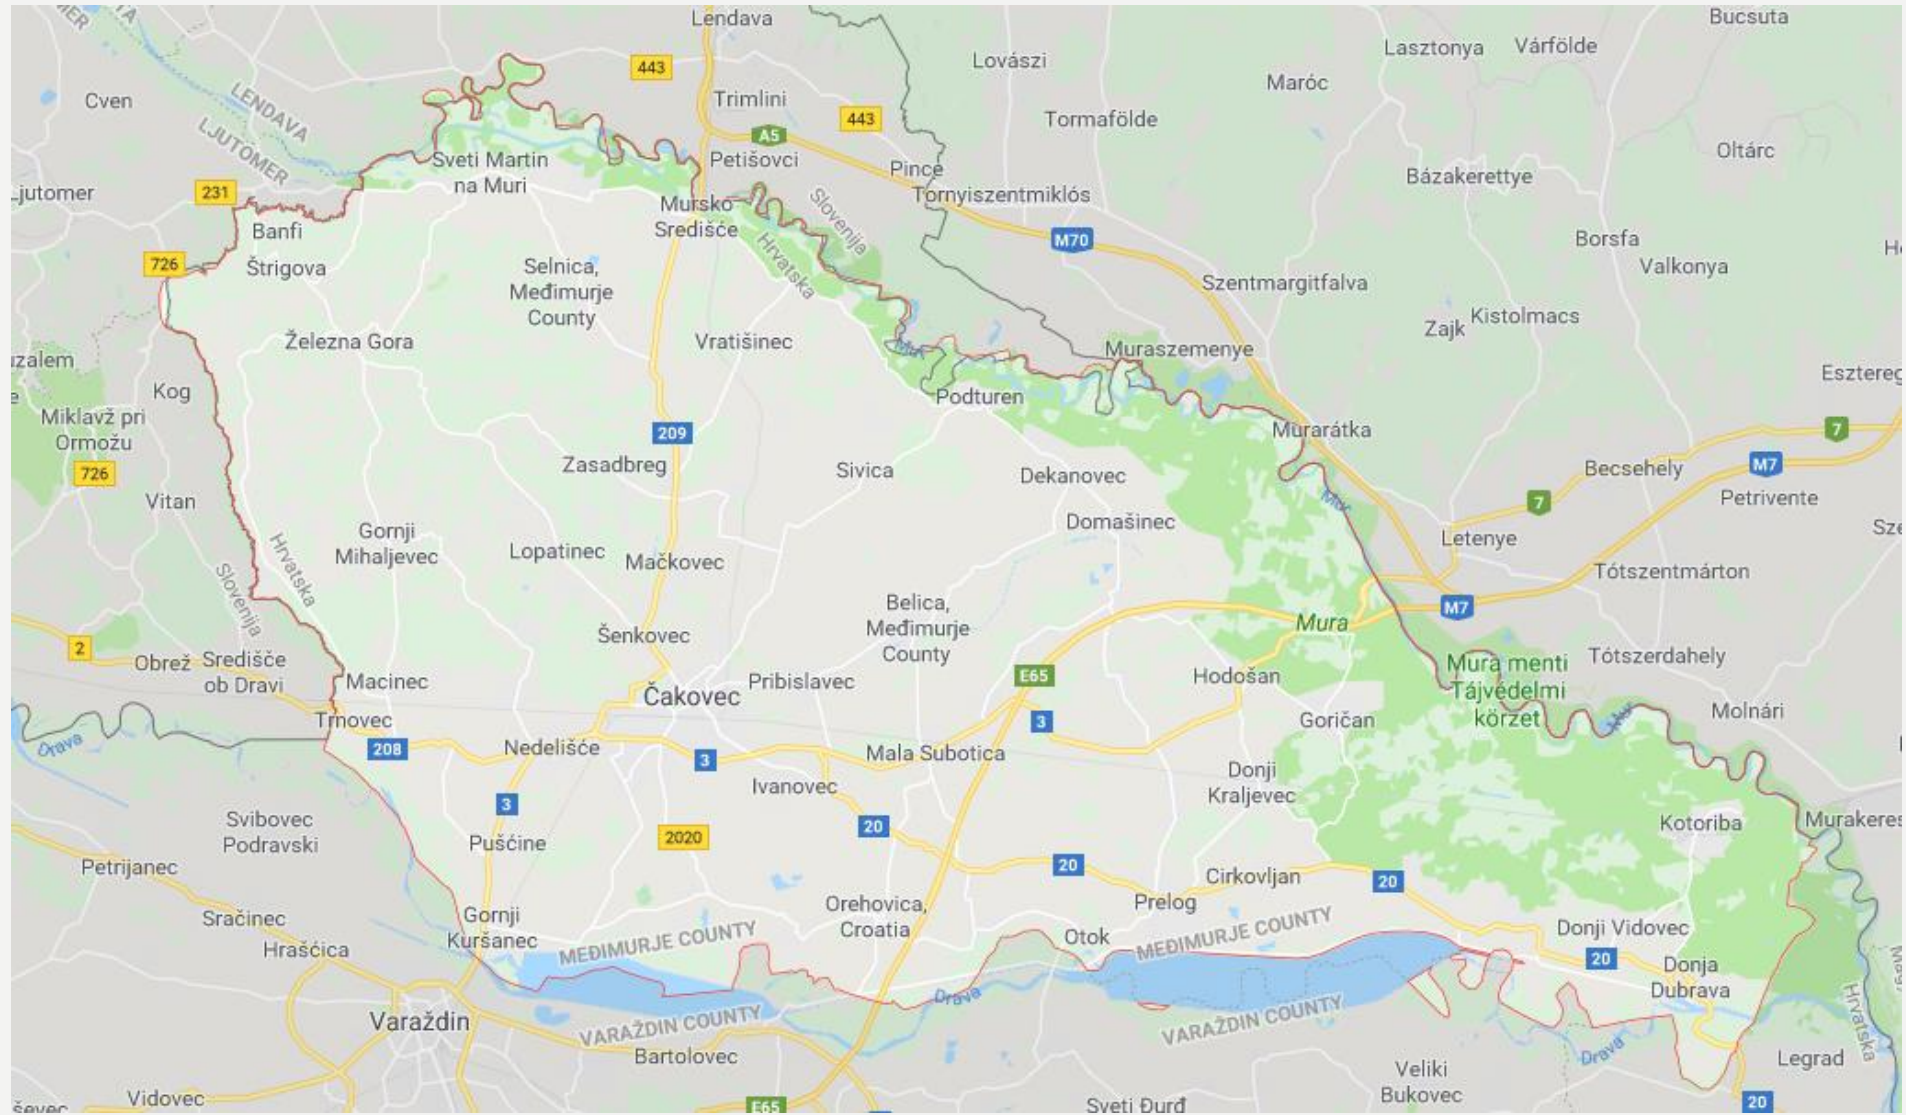 Lendava
Bucsuta
Lasztonya
Várfölde
Lovászi
443
Maróc
Cven
LENDAVA
LJUTOMER
Trimlini
443
Tormafölde
A5
Oltárc
Sveti Martin
na Muri
Petišovci
Pince
Bázakerettye
Ljutomer
231
Tornyiszentmiklós
Mursko
Središće
Slovenija
Hrvatska
Banfi
M70
Borsfa
726
Štrigova
Selnica,
Međimurje
County
Valkonya
Szentmargitfalva
Kistolmacs
Zajk
Železna Gora
Vratišinec
Muraszemenye
Kog
Podturen
Miklavž pri
Ormožu
209
Murarátka
7
726
Zasadbreg
Sivica
Dekanovec
Becsehely
M7
Vitan
Petrivente
7
Domašinec
Gornji
Mihaljevec
Lopatinec
Mačkovec
Letenye
Hrvatska
Slovenija
Tótszentmárton
Belica,
Međimurje
County
M7
Šenkovec
Mura
2
Obrež
Središče
ob Dravi
Macinec
Čakovec
Pribislavec
E65
Hodošan
Mura menti
Tájvédelmi
körzet
Tótszerdahely
Trnovec
3
Goričan
Molnári
Drava
208
Nedelišće
3
Mala Subotica
Donji
Kraljevec
Ivanovec
3
20
Svibovec
Podravski
2020
Kotoriba
Pušćine
Petrijanec
20
Cirkovljan
20
Prelog
Orehovica,
Croatia
Sračinec
Gornji
Kuršanec
Hrašćica
MEĐIMURJE COUNTY
Otok
MEĐIMURJE COUNTY
Donji Vidovec
20
Donja
Dubrava
Drava
Varaždin
VARAŽDIN COUNTY
VARAŽDIN COUNTY
Hrvatska
Bartolovec
Drava
Legrad
Veliki
Bukovec
Vidovec
E65
Sveti Đurđ
20